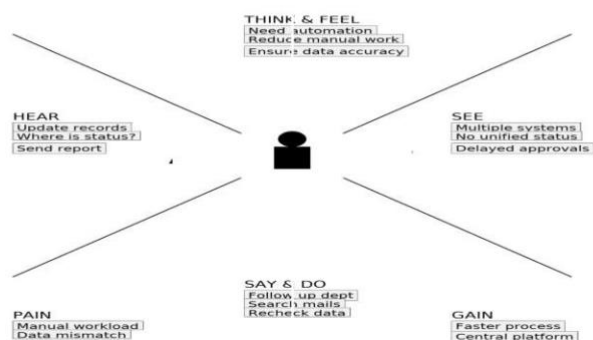 THINK & FEEL
Need automation
Reduce manual work
Ensure data accuracy
HEAR
Update records
Where is status?
Send report
SEE
Multiple systems
No unified status
Delayed approvals
SAY & DO
Follow up dept
Search mails
Recheck data
PAIN
Manual workload
Data mismatch
GAIN
Faster process
Central platform